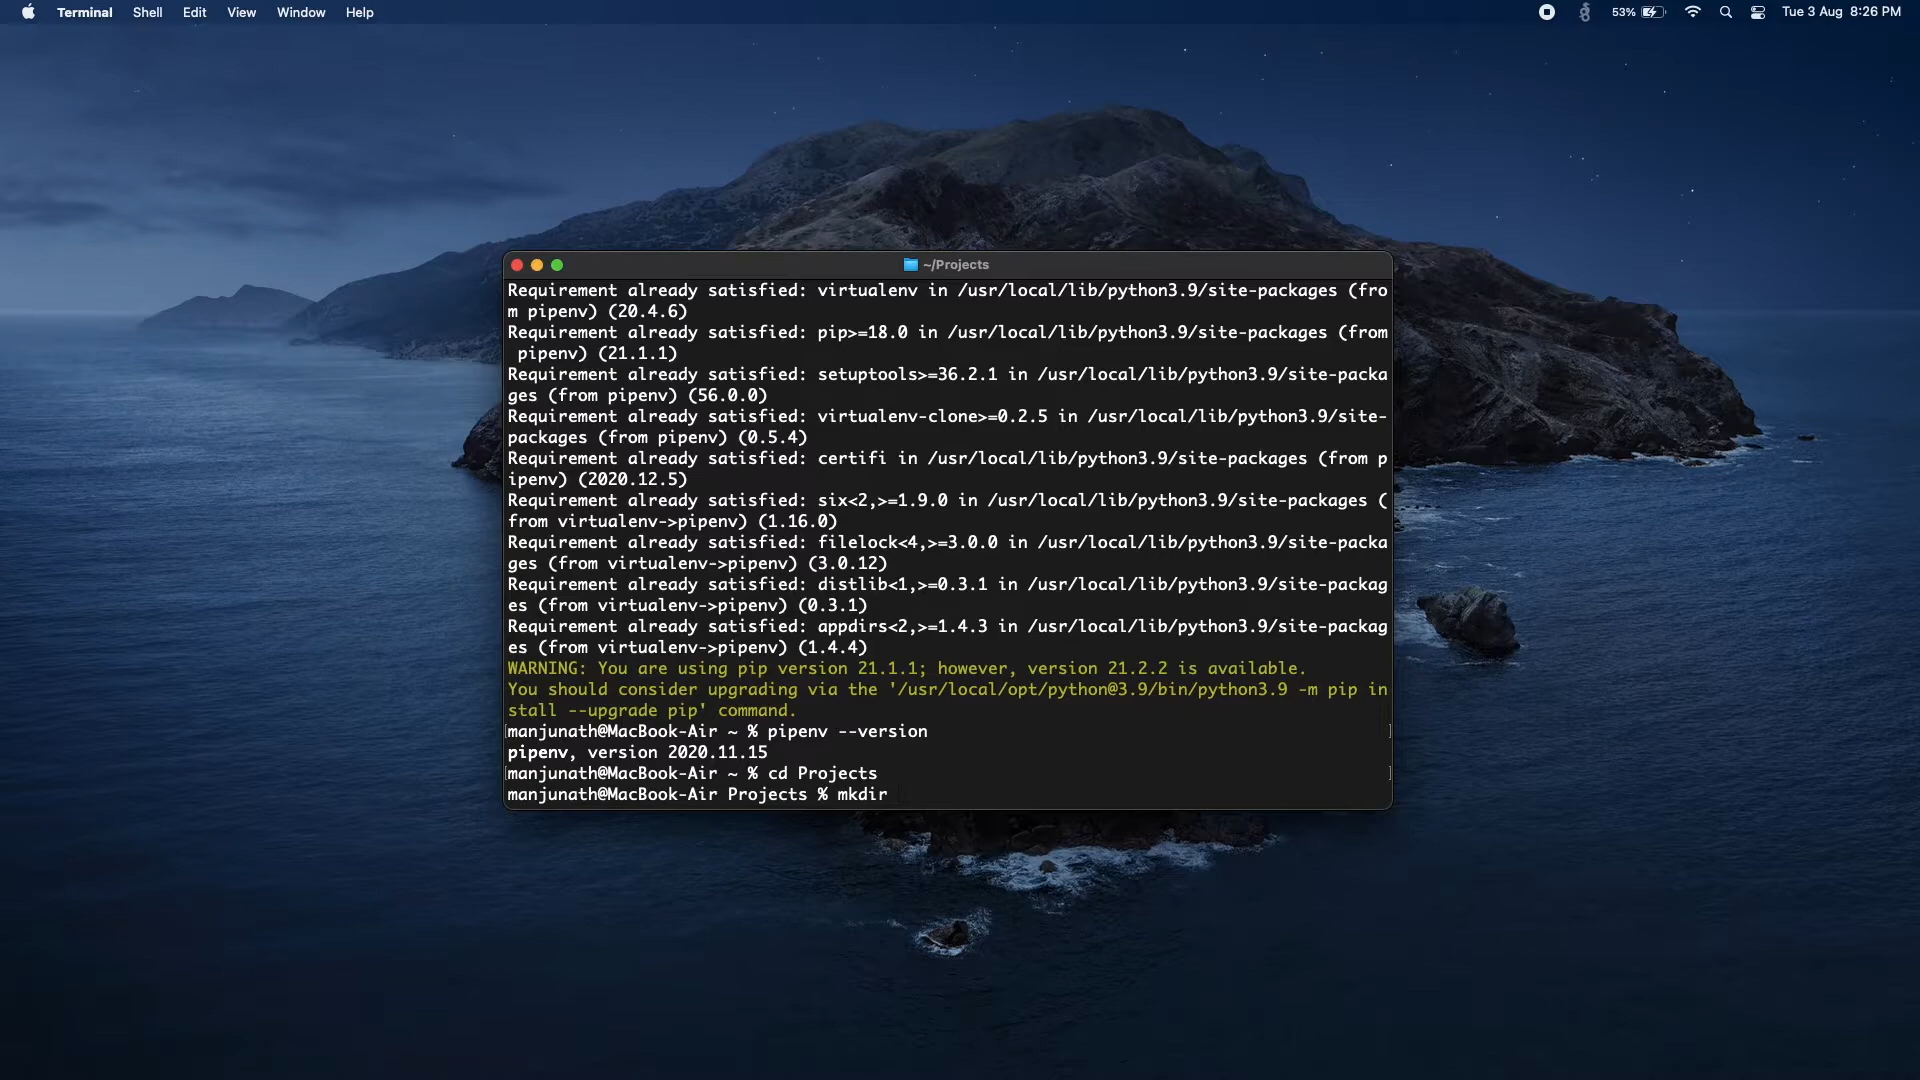 Terminal Shell Edit View Window Help 53% Tue 3 Aug 8:26 PM
~/Projects
Requirement already satisfied: virtualenv in /usr/local/lib/python3.9/site-packages (fro
m pipenv) (20.4.6)
Requirement already satisfied: pip>=18.0 in /usr/local/lib/python3.9/site-packages (from
 pipenv) (21.1.1)
Requirement already satisfied: setuptools>=36.2.1 in /usr/local/lib/python3.9/site-packa
ges (from pipenv) (56.0.0)
Requirement already satisfied: virtualenv-clone>=0.2.5 in /usr/local/lib/python3.9/site-
packages (from pipenv) (0.5.4)
Requirement already satisfied: certifi in /usr/local/lib/python3.9/site-packages (from p
ipenv) (2020.12.5)
Requirement already satisfied: six<2,>=1.9.0 in /usr/local/lib/python3.9/site-packages (
from virtualenv->pipenv) (1.16.0)
Requirement already satisfied: filelock<4,>=3.0.0 in /usr/local/lib/python3.9/site-packa
ges (from virtualenv->pipenv) (3.0.12)
Requirement already satisfied: distlib<1,>=0.3.1 in /usr/local/lib/python3.9/site-packag
es (from virtualenv->pipenv) (0.3.1)
Requirement already satisfied: appdirs<2,>=1.4.3 in /usr/local/lib/python3.9/site-packag
es (from virtualenv->pipenv) (1.4.4)
WARNING: You are using pip version 21.1.1; however, version 21.2.2 is available.
You should consider upgrading via the '/usr/local/opt/python@3.9/bin/python3.9 -m pip in
stall --upgrade pip' command.
[manjunath@MacBook-Air ~ % pipenv --version ]
pipenv, version 2020.11.15
[manjunath@MacBook-Air ~ % cd Projects ]
manjunath@MacBook-Air Projects % mkdir